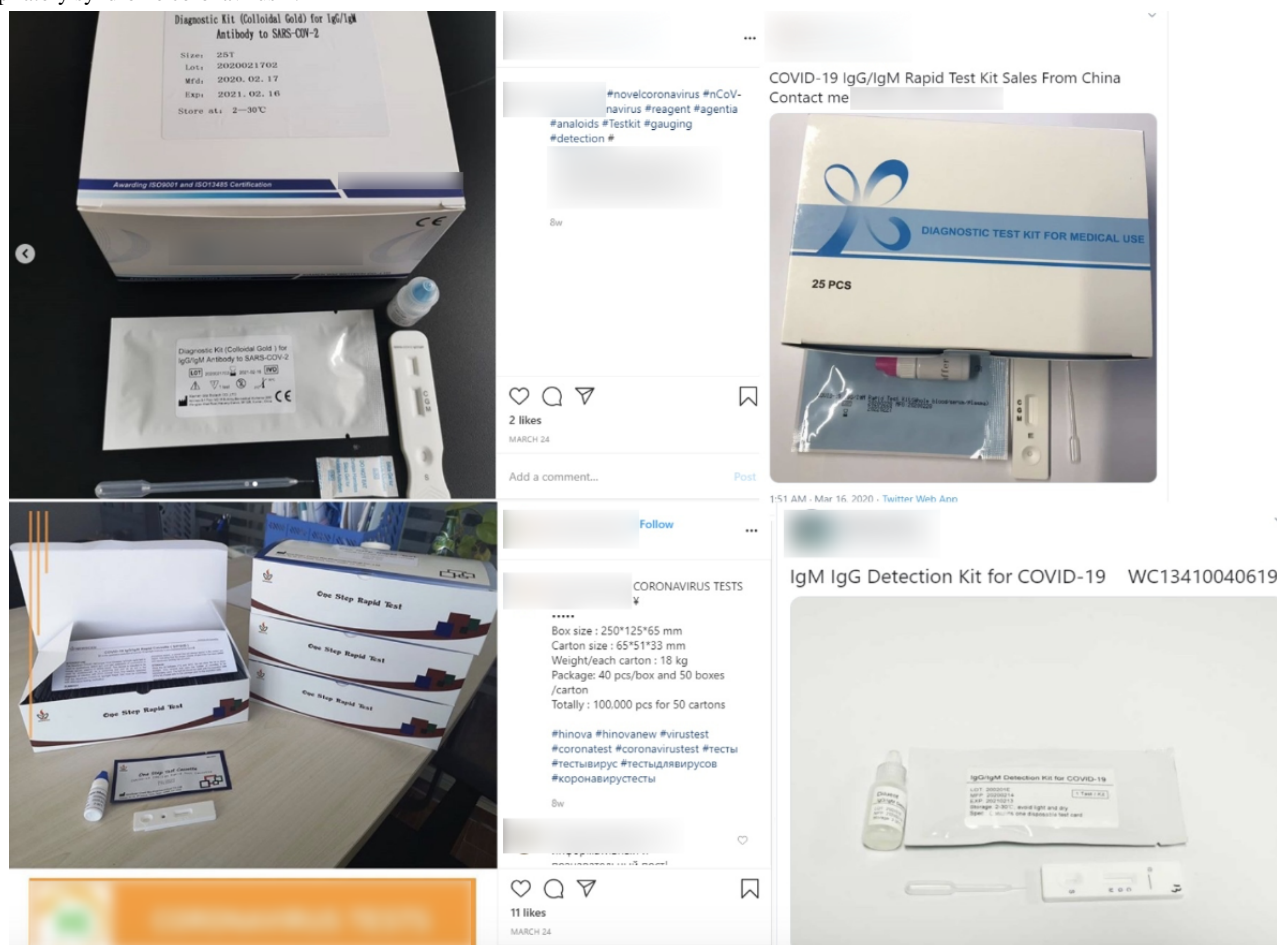 Diagnostic Kit (Colloidal Gold) for IgG/IgM
Antibody to SARS-COV-2
Size: 25T
Lot: 2020021702
Mfd: 2020. 02. 17
Exp: 2021. 02. 16
Store at: 2—30℃
Awarding ISO9001 and ISO13485 Certification
CE
Diagnostic Kit (Colloidal Gold) for
IgG/IgM Antibody to SARS-COV-2
LOT
IVD
CE
#novelcoronavirus #nCoV-
navirus #reagent #agentia
#analoids #Testkit #gauging
#detection #
8w
2 likes
MARCH 24
Add a comment...
Post
COVID-19 IgG/IgM Rapid Test Kit Sales From China
Contact me
DIAGNOSTIC TEST KIT FOR MEDICAL USE
25 PCS
1:51 AM · Mar 16, 2020 · Twitter Web App
One Step Rapid Test
One Step Rapid Test
One Step Rapid Test
One Step Rapid Test
Follow
CORONAVIRUS TESTS
¥
•••••
Box size : 250*125*65 mm
Carton size : 65*51*33 mm
Weight/each carton : 18 kg
Package: 40 pcs/box and 50 boxes
/carton
Totally : 100.000 pcs for 50 cartons
#hinova #hinovanew #virustest
#coronatest #coronavirustest #тесты
#тестывирус #тестыдлявирусов
#коронавирустесты
8w
11 likes
MARCH 24
IgM IgG Detection Kit for COVID-19 WC13410040619
IgG/IgM Detection Kit for COVID-19